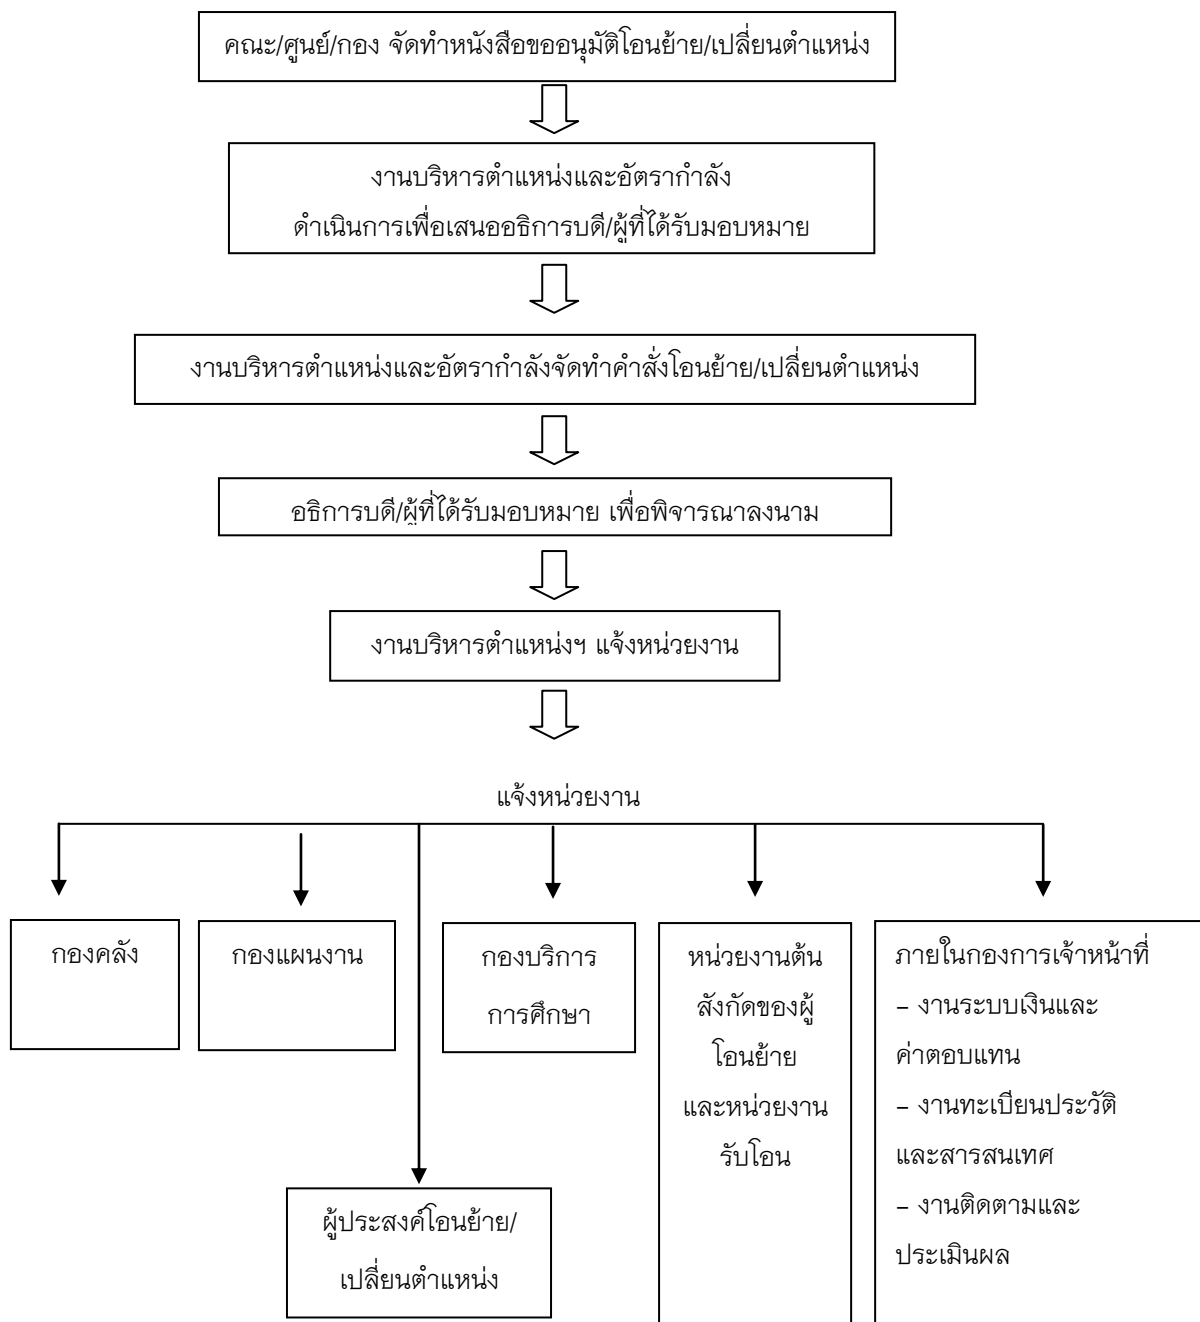 คณะ/ศูนย์/กอง จัดทำหนังสือขออนุมัติโอนย้าย/เปลี่ยนตำแหน่ง
งานบริหารตำแหน่งและอัตรากำลัง
ดำเนินการเพื่อเสนออธิการบดี/ผู้ที่ได้รับมอบหมาย
งานบริหารตำแหน่งและอัตรากำลังจัดทำคำสั่งโอนย้าย/เปลี่ยนตำแหน่ง
อธิการบดี/ผู้ที่ได้รับมอบหมาย เพื่อพิจารณาลงนาม
งานบริหารตำแหน่งฯ แจ้งหน่วยงาน
แจ้งหน่วยงาน
กองคลัง
กองแผนงาน
กองบริการ
การศึกษา
หน่วยงานต้น
สังกัดของผู้
โอนย้าย
และหน่วยงาน
รับโอน
ภายในกองการเจ้าหน้าที่
– งานระบบเงินและ
ค่าตอบแทน
– งานทะเบียนประวัติ
และสารสนเทศ
– งานติดตามและ
ประเมินผล
ผู้ประสงค์โอนย้าย/
เปลี่ยนตำแหน่ง